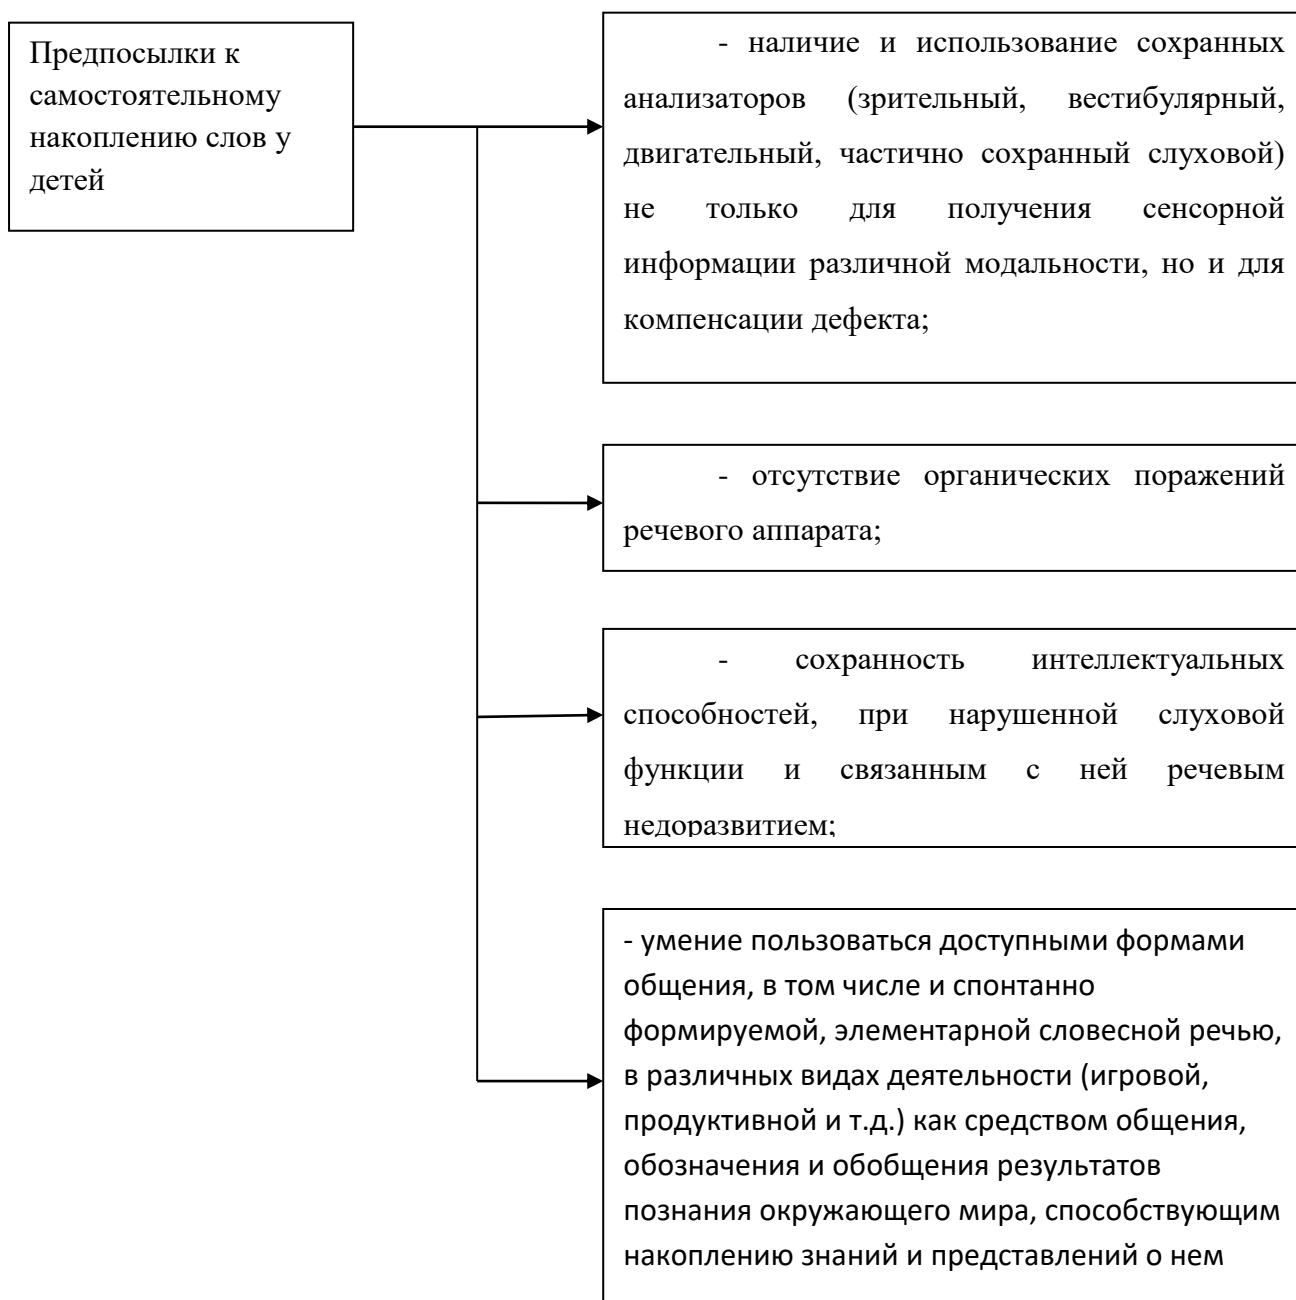 Предпосылки к
самостоятельному
накоплению слов у
детей
- наличие и использование сохранных
анализаторов (зрительный, вестибулярный,
двигательный, частично сохранный слуховой)
не только для получения сенсорной
информации различной модальности, но и для
компенсации дефекта;
- отсутствие органических поражений
речевого аппарата;
- сохранность интеллектуальных
способностей, при нарушенной слуховой
функции и связанным с ней речевым
недоразвитием;
- умение пользоваться доступными формами
общения, в том числе и спонтанно
формируемой, элементарной словесной речью,
в различных видах деятельности (игровой,
продуктивной и т.д.) как средством общения,
обозначения и обобщения результатов
познания окружающего мира, способствующим
накоплению знаний и представлений о нем